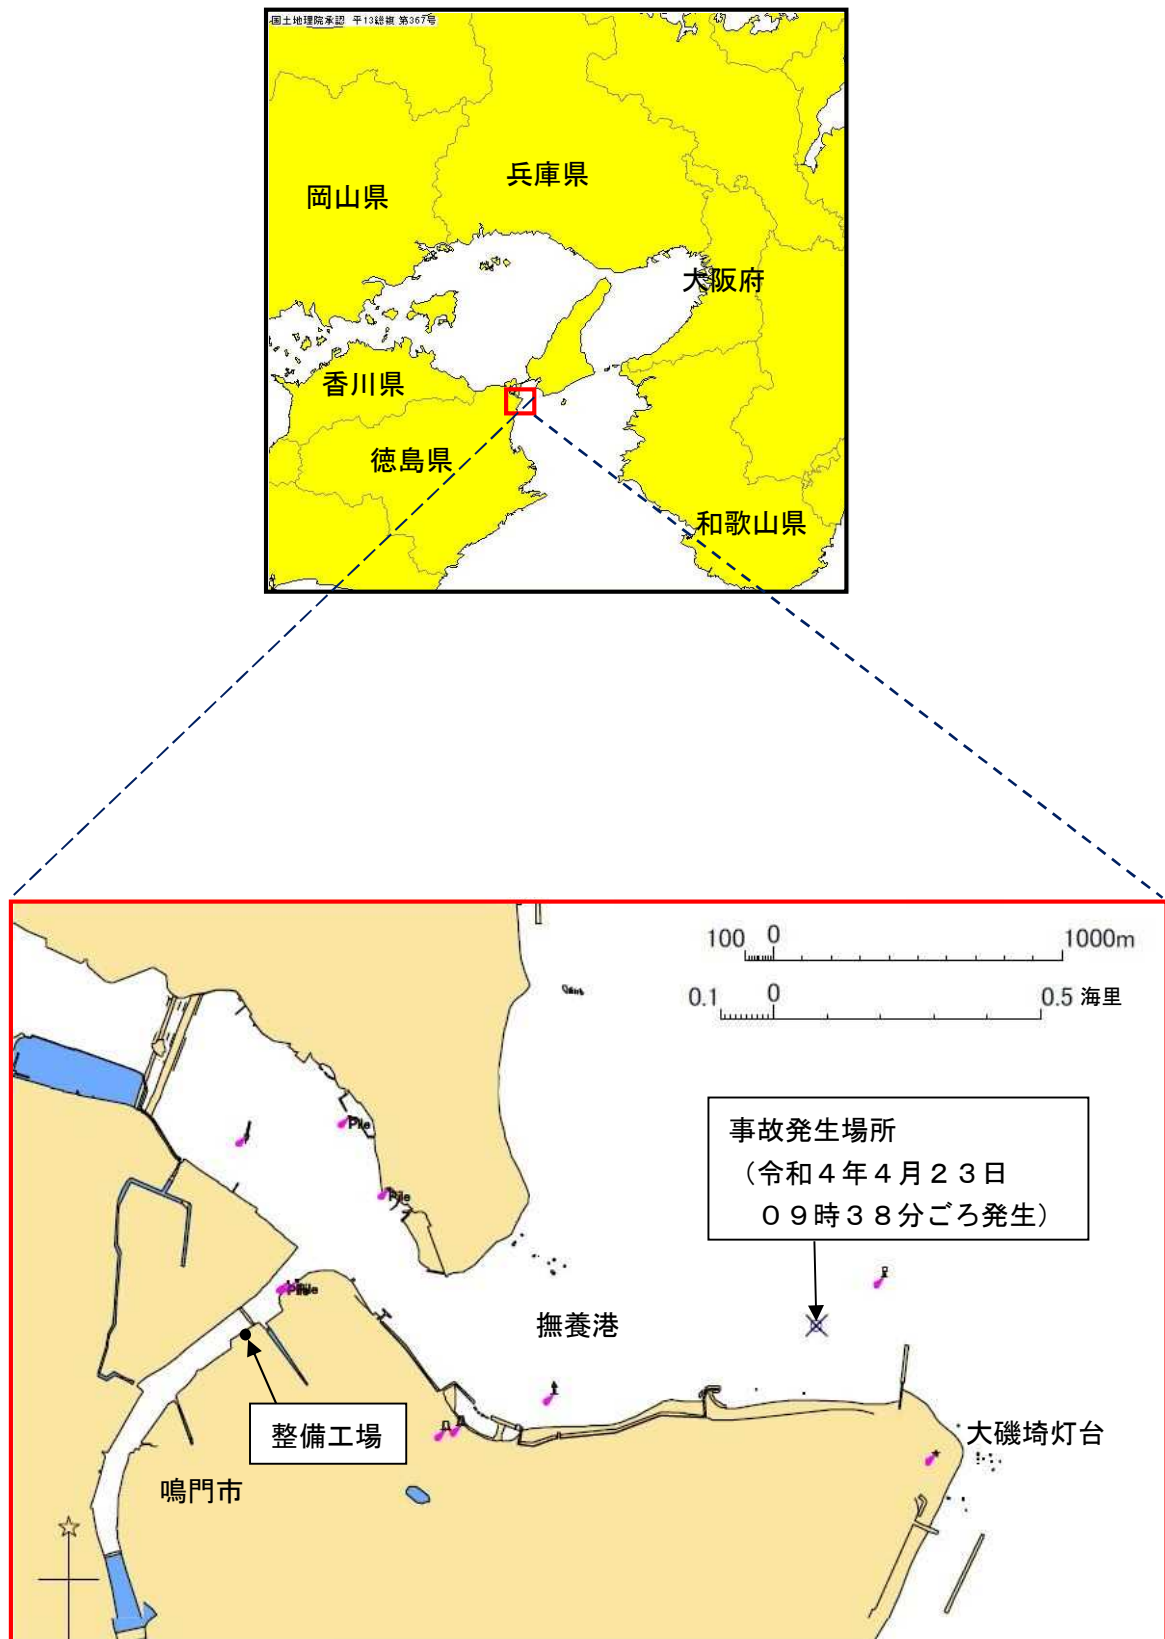 国土地理院承認 平13総複 第367号
兵庫県
岡山県
大阪府
香川県
徳島県
和歌山県
100 0 1000m
0.1 0 0.5 海里
事故発生場所
(令和4年4月23日
09時38分ごろ発生)
Pile
Pile
撫養港
整備工場
大磯埼灯台
鳴門市